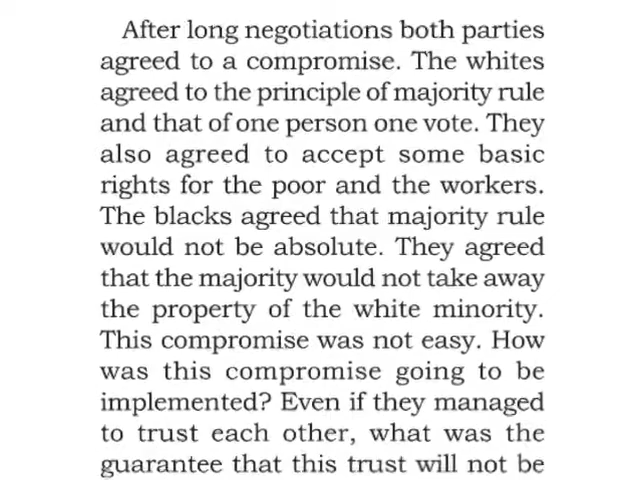 After long negotiations both parties
agreed to a compromise. The whites
agreed to the principle of majority rule
and that of one person one vote. They
also agreed to accept some basic
rights for the poor and the workers.
The blacks agreed that majority rule
would not be absolute. They agreed
that the majority would not take away
the property of the white minority.
This compromise was not easy. How
was this compromise going to be
implemented? Even if they managed
to trust each other, what was the
guarantee that this trust will not be